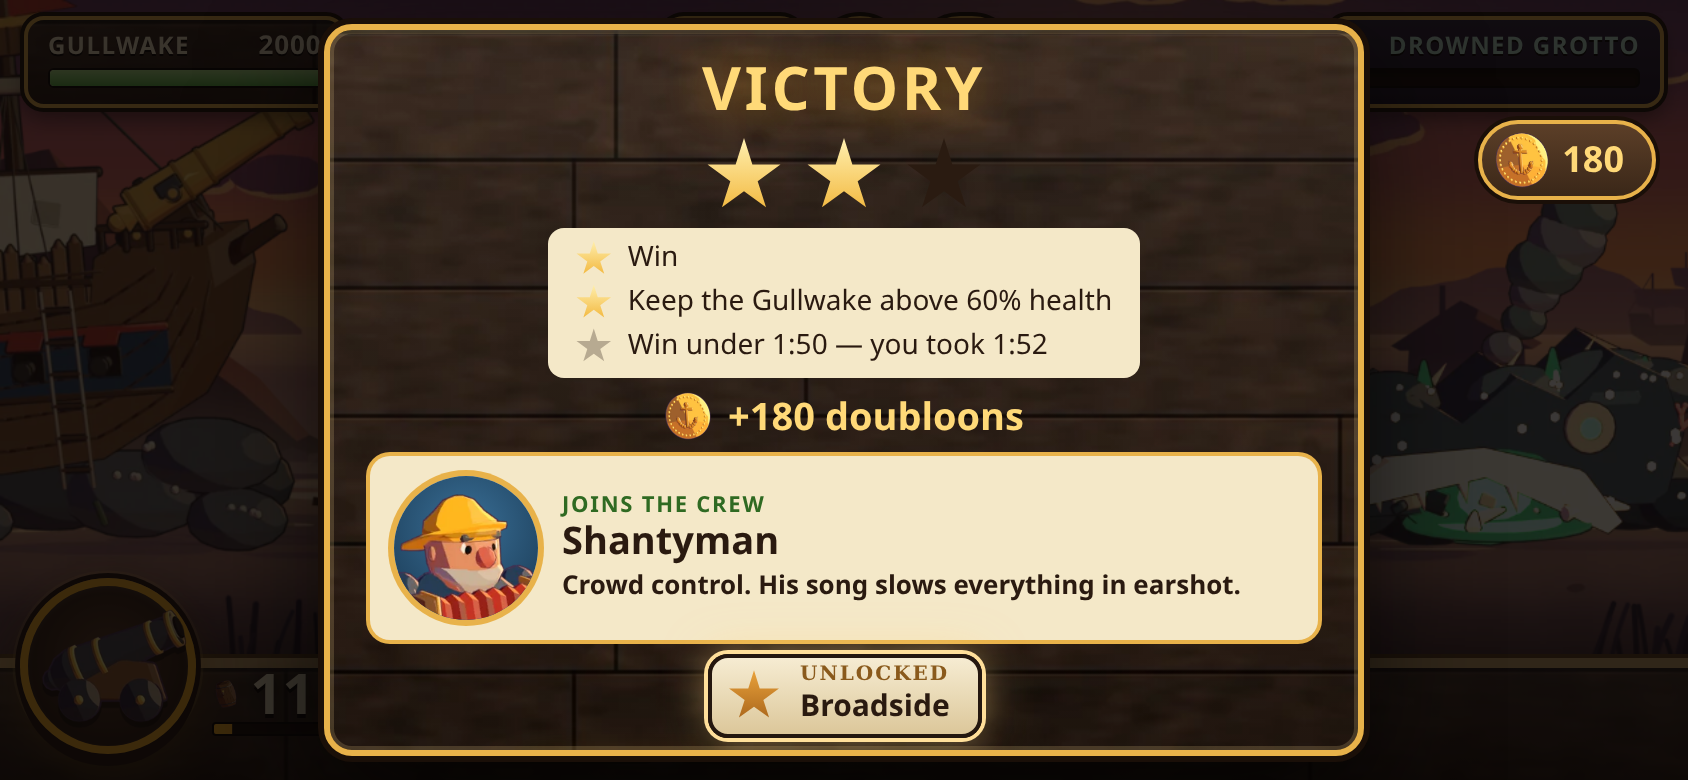 GULLWAKE 2000
DROWNED GROTTO
180
VICTORY
Win
Keep the Gullwake above 60% health
Win under 1:50 — you took 1:52
+180 doubloons
JOINS THE CREW
Shantyman
Crowd control. His song slows everything in earshot.
UNLOCKED
Broadside
11